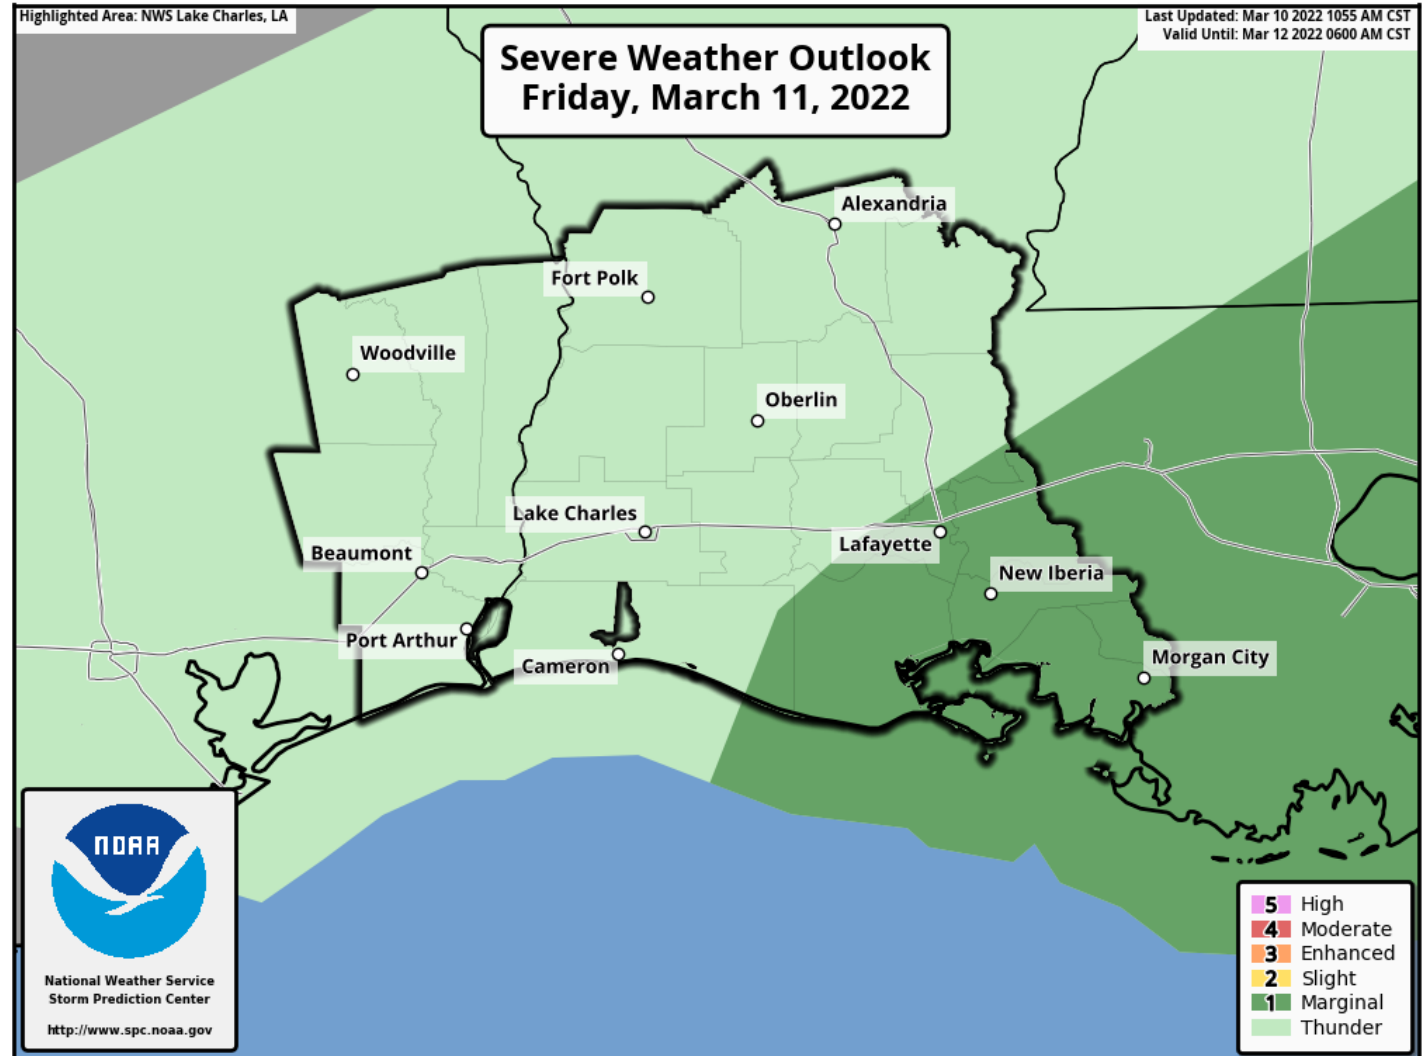 Highlighted Area: NWS Lake Charles, LA
Last Updated: Mar 10 2022 1055 AM CST
Valid Until: Mar 12 2022 0600 AM CST
Severe Weather Outlook
Friday, March 11, 2022
Alexandria
Fort Polk
Woodville
Oberlin
Lake Charles
Lafayette
Beaumont
New Iberia
Port Arthur
Cameron
Morgan City
NOAA
National Weather Service
Storm Prediction Center
http://www.spc.noaa.gov
5 High
4 Moderate
3 Enhanced
2 Slight
1 Marginal
Thunder